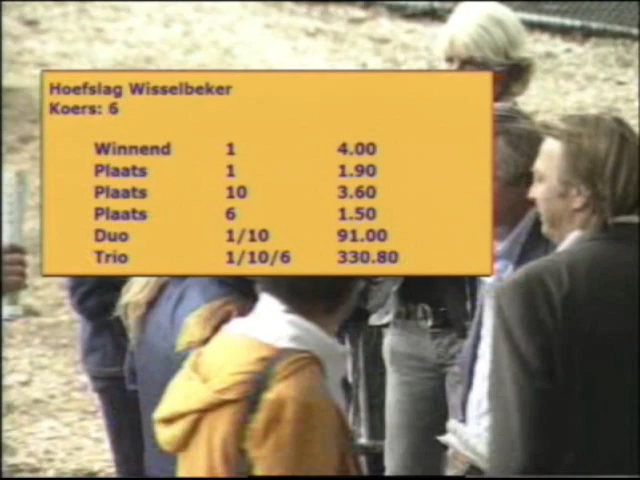 Hoefslag Wisselbeker
Koers: 6
Winnend 1 4.00
Plaats 1 1.90
Plaats 10 3.60
Plaats 6 1.50
Duo 1/10 91.00
Trio 1/10/6 330.80